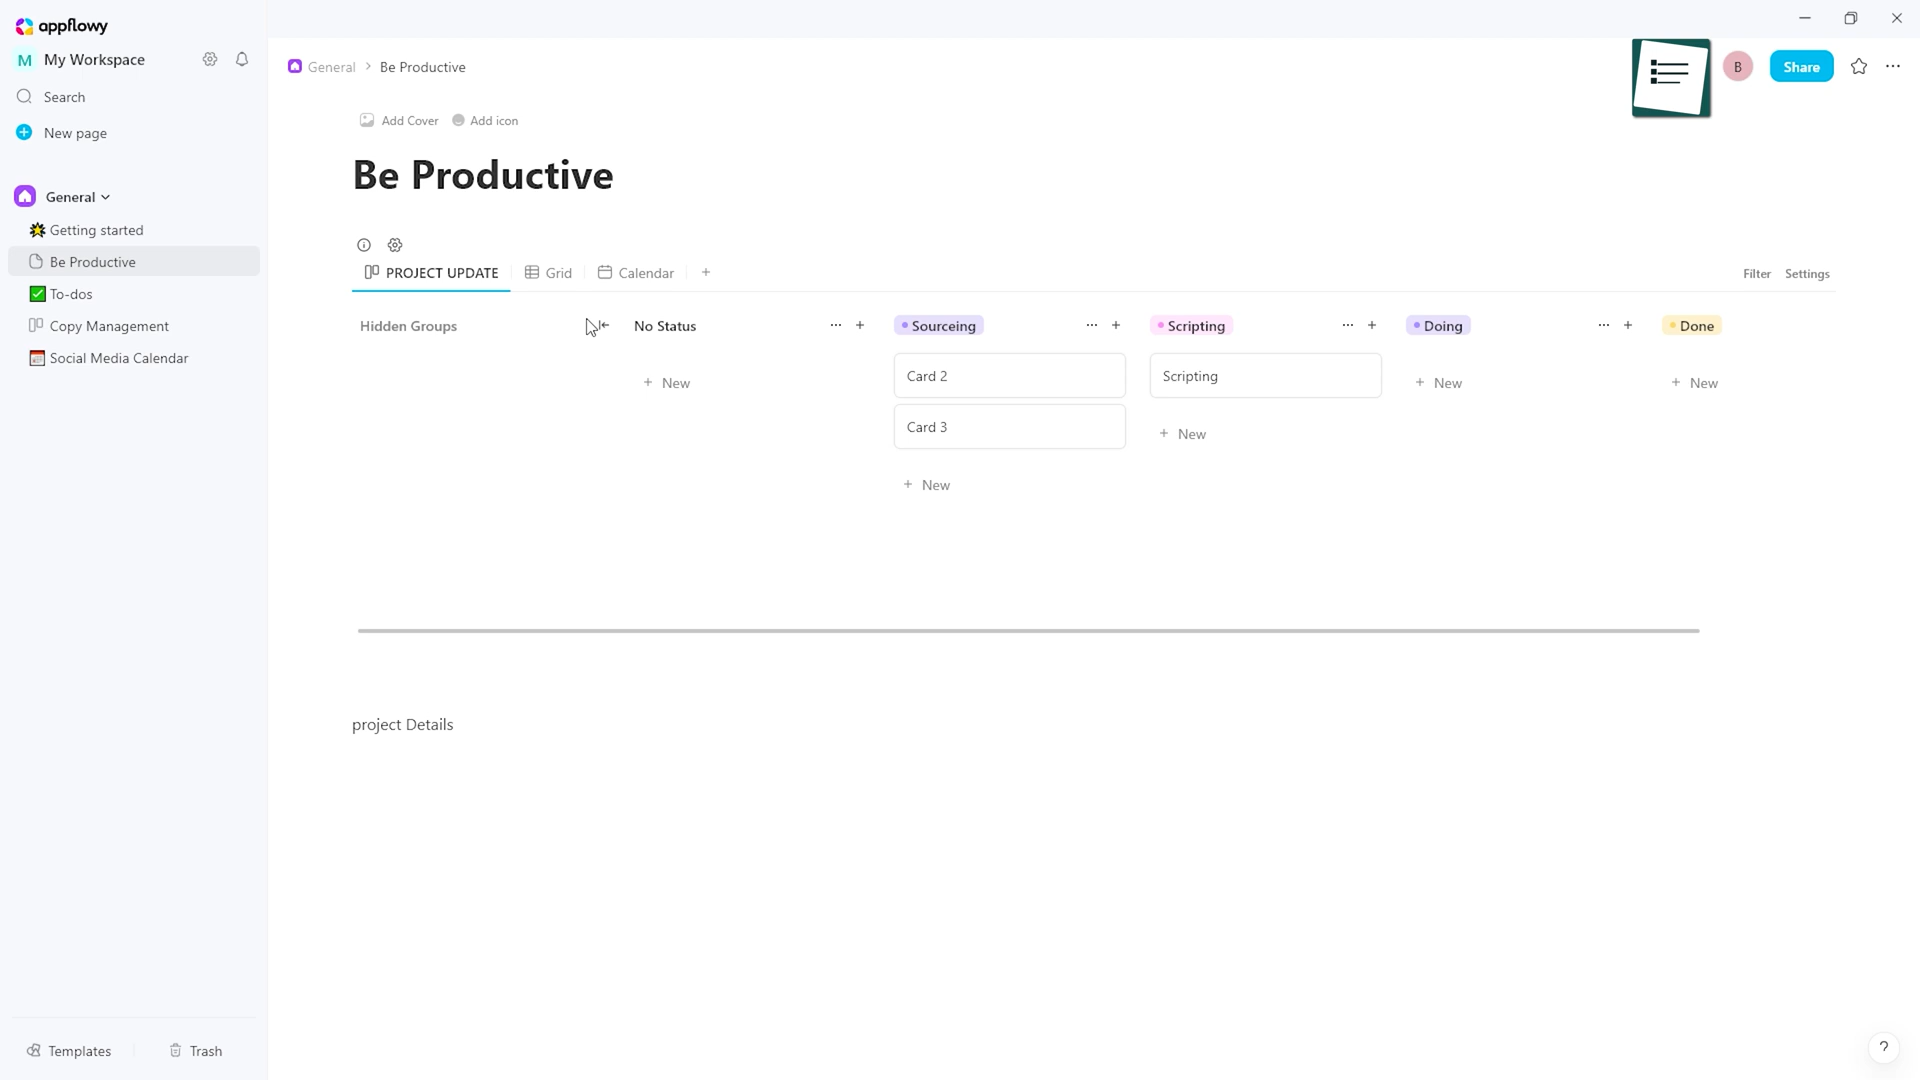 appflowy
M My Workspace
Search
New page
General
Getting started
Be Productive
To-dos
Copy Management
Social Media Calendar
Templates
Trash
General > Be Productive
B
Share
Add Cover
Add icon
Be Productive
PROJECT UPDATE
Grid
Calendar
+
Filter
Settings
Hidden Groups
No Status
+ New
Sourceing
Card 2
Card 3
+ New
Scripting
Scripting
+ New
Doing
+ New
Done
+ New
project Details
?